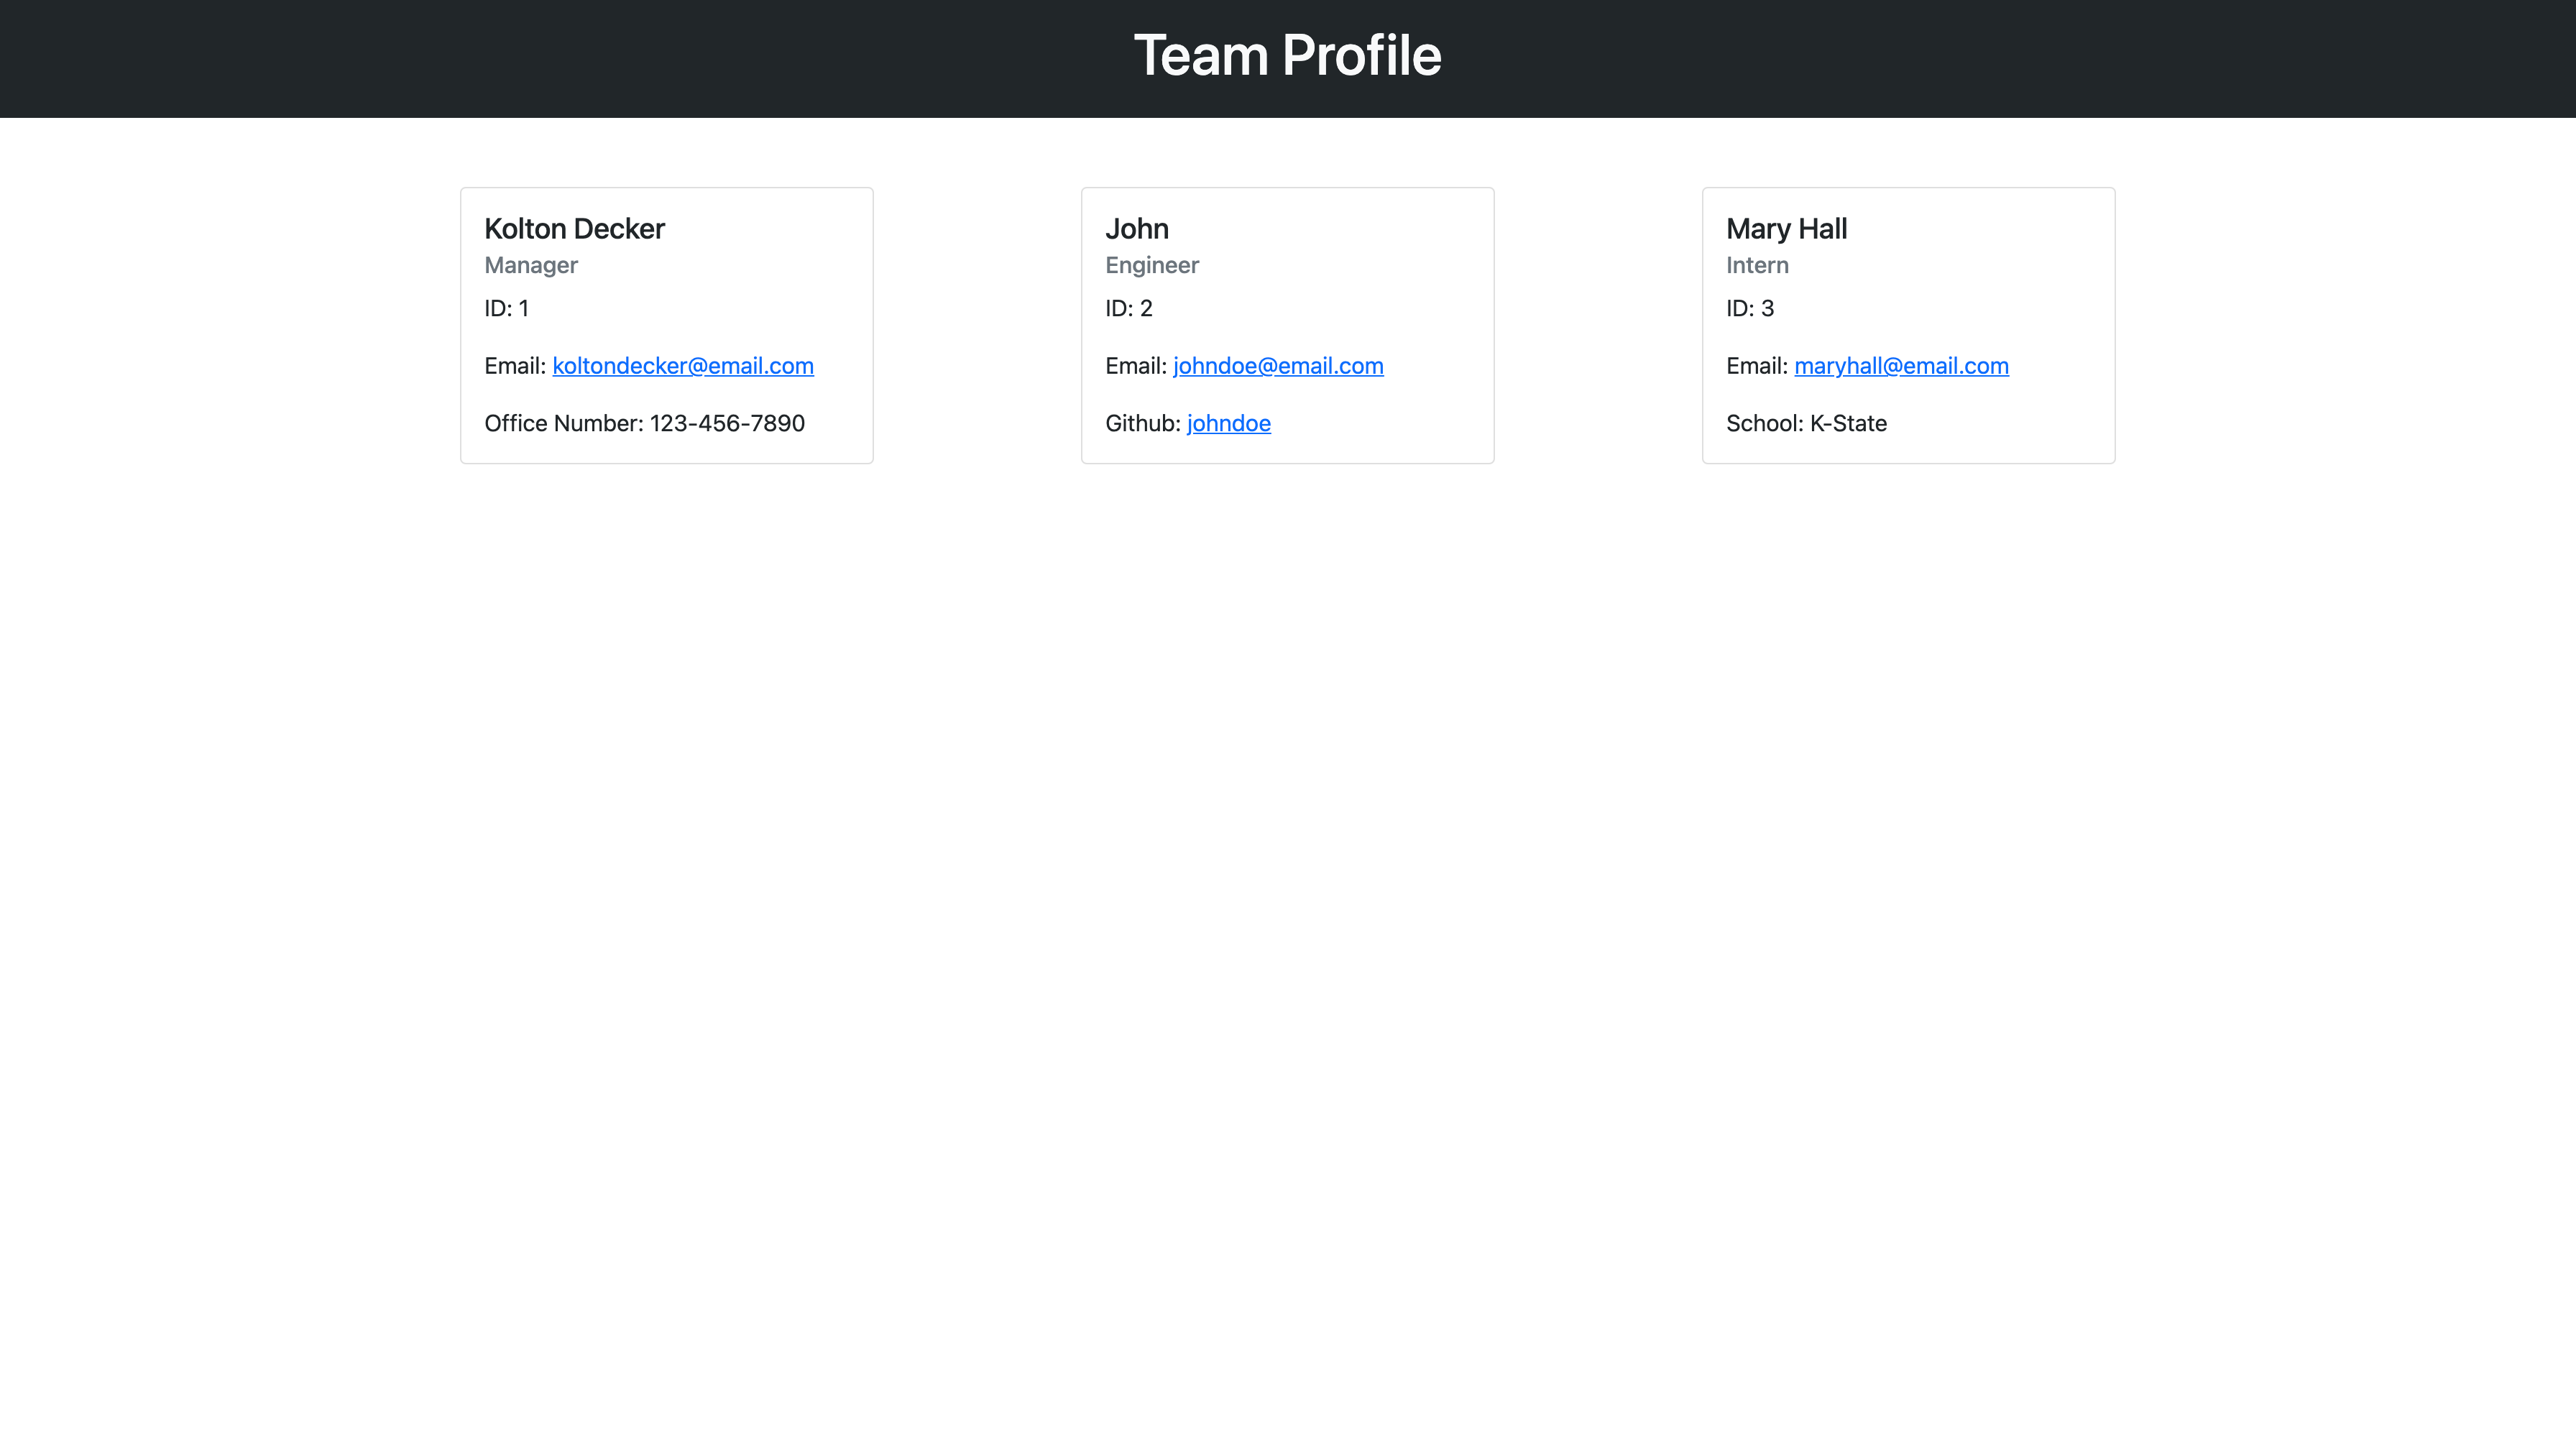 Team Profile
Kolton Decker
Manager
ID: 1
Email: koltondecker@email.com
Office Number: 123-456-7890
John
Engineer
ID: 2
Email: johndoe@email.com
Github: johndoe
Mary Hall
Intern
ID: 3
Email: maryhall@email.com
School: K-State